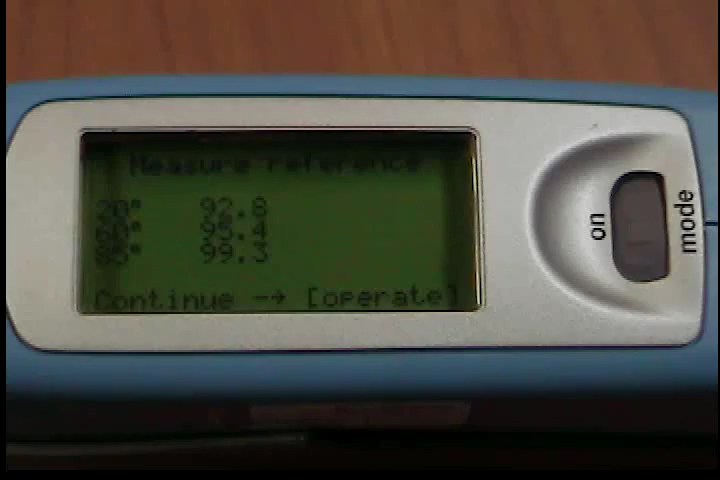 Measure reference
20° 92.8
60° 95.4
85° 99.3
Continue --> [operate]
on
mode